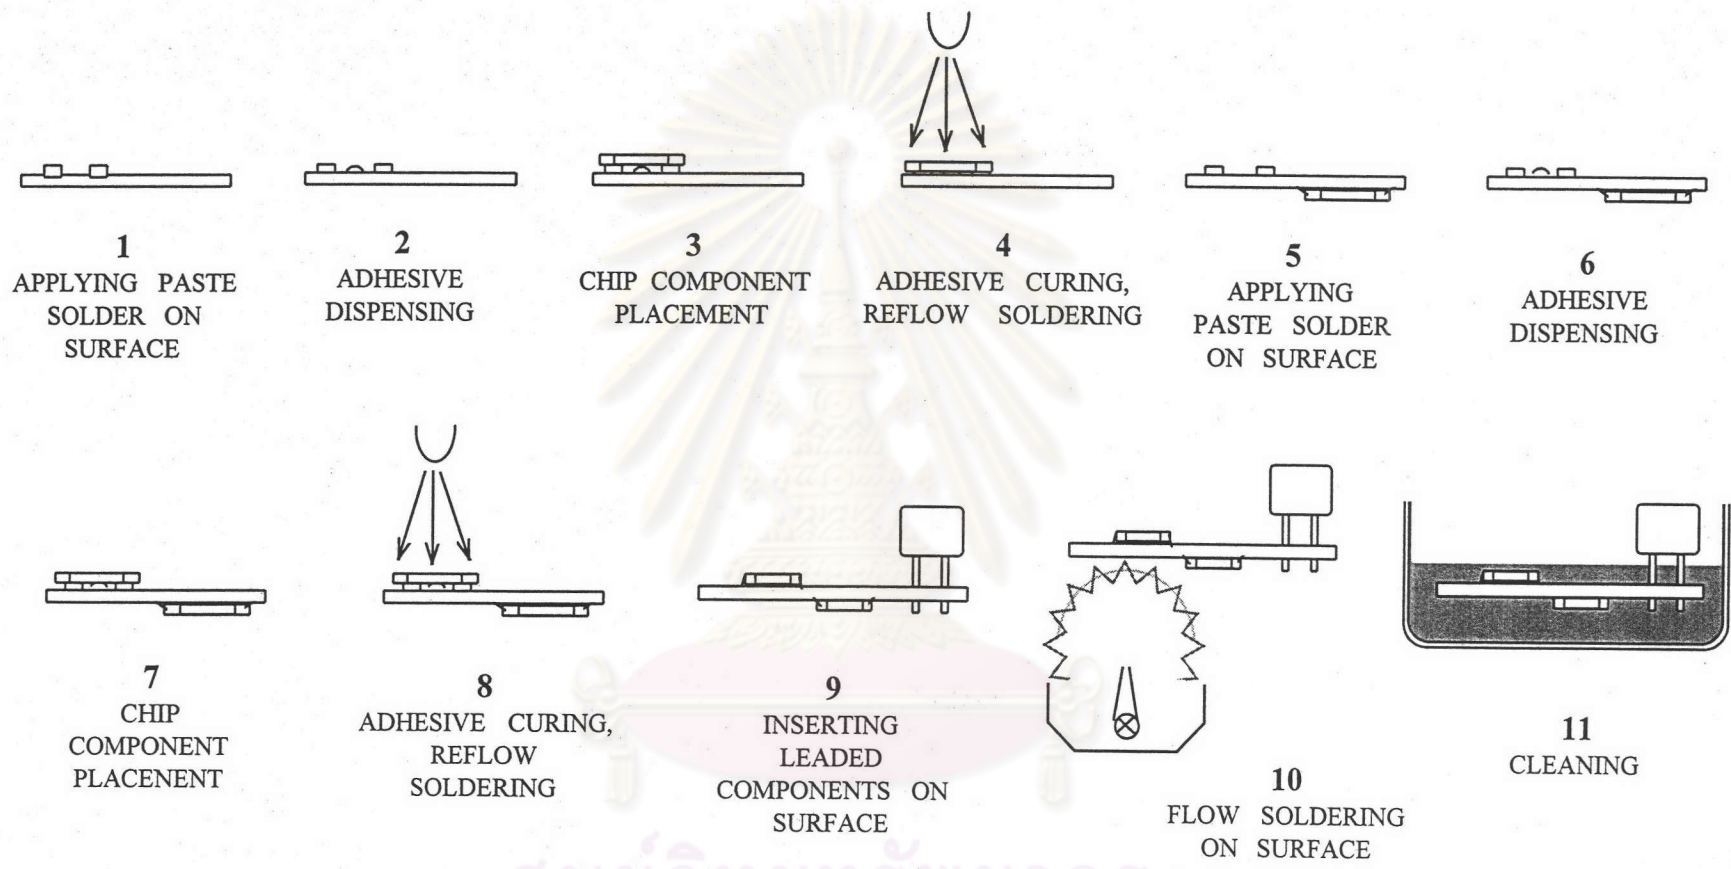 1
APPLYING PASTE
SOLDER ON
SURFACE
2
ADHESIVE
DISPENSING
3
CHIP COMPONENT
PLACEMENT
4
ADHESIVE CURING,
REFLOW SOLDERING
5
APPLYING
PASTE SOLDER
ON SURFACE
6
ADHESIVE
DISPENSING
7
CHIP
COMPONENT
PLACENENT
8
ADHESIVE CURING,
REFLOW
SOLDERING
9
INSERTING
LEADED
COMPONENTS ON
SURFACE
10
FLOW SOLDERING
ON SURFACE
11
CLEANING